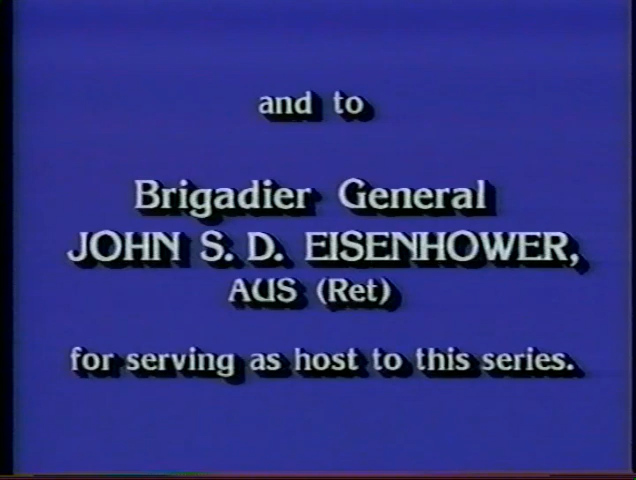 and to
Brigadier General
JOHN S. D. EISENHOWER,
AUS (Ret)
for serving as host to this series.